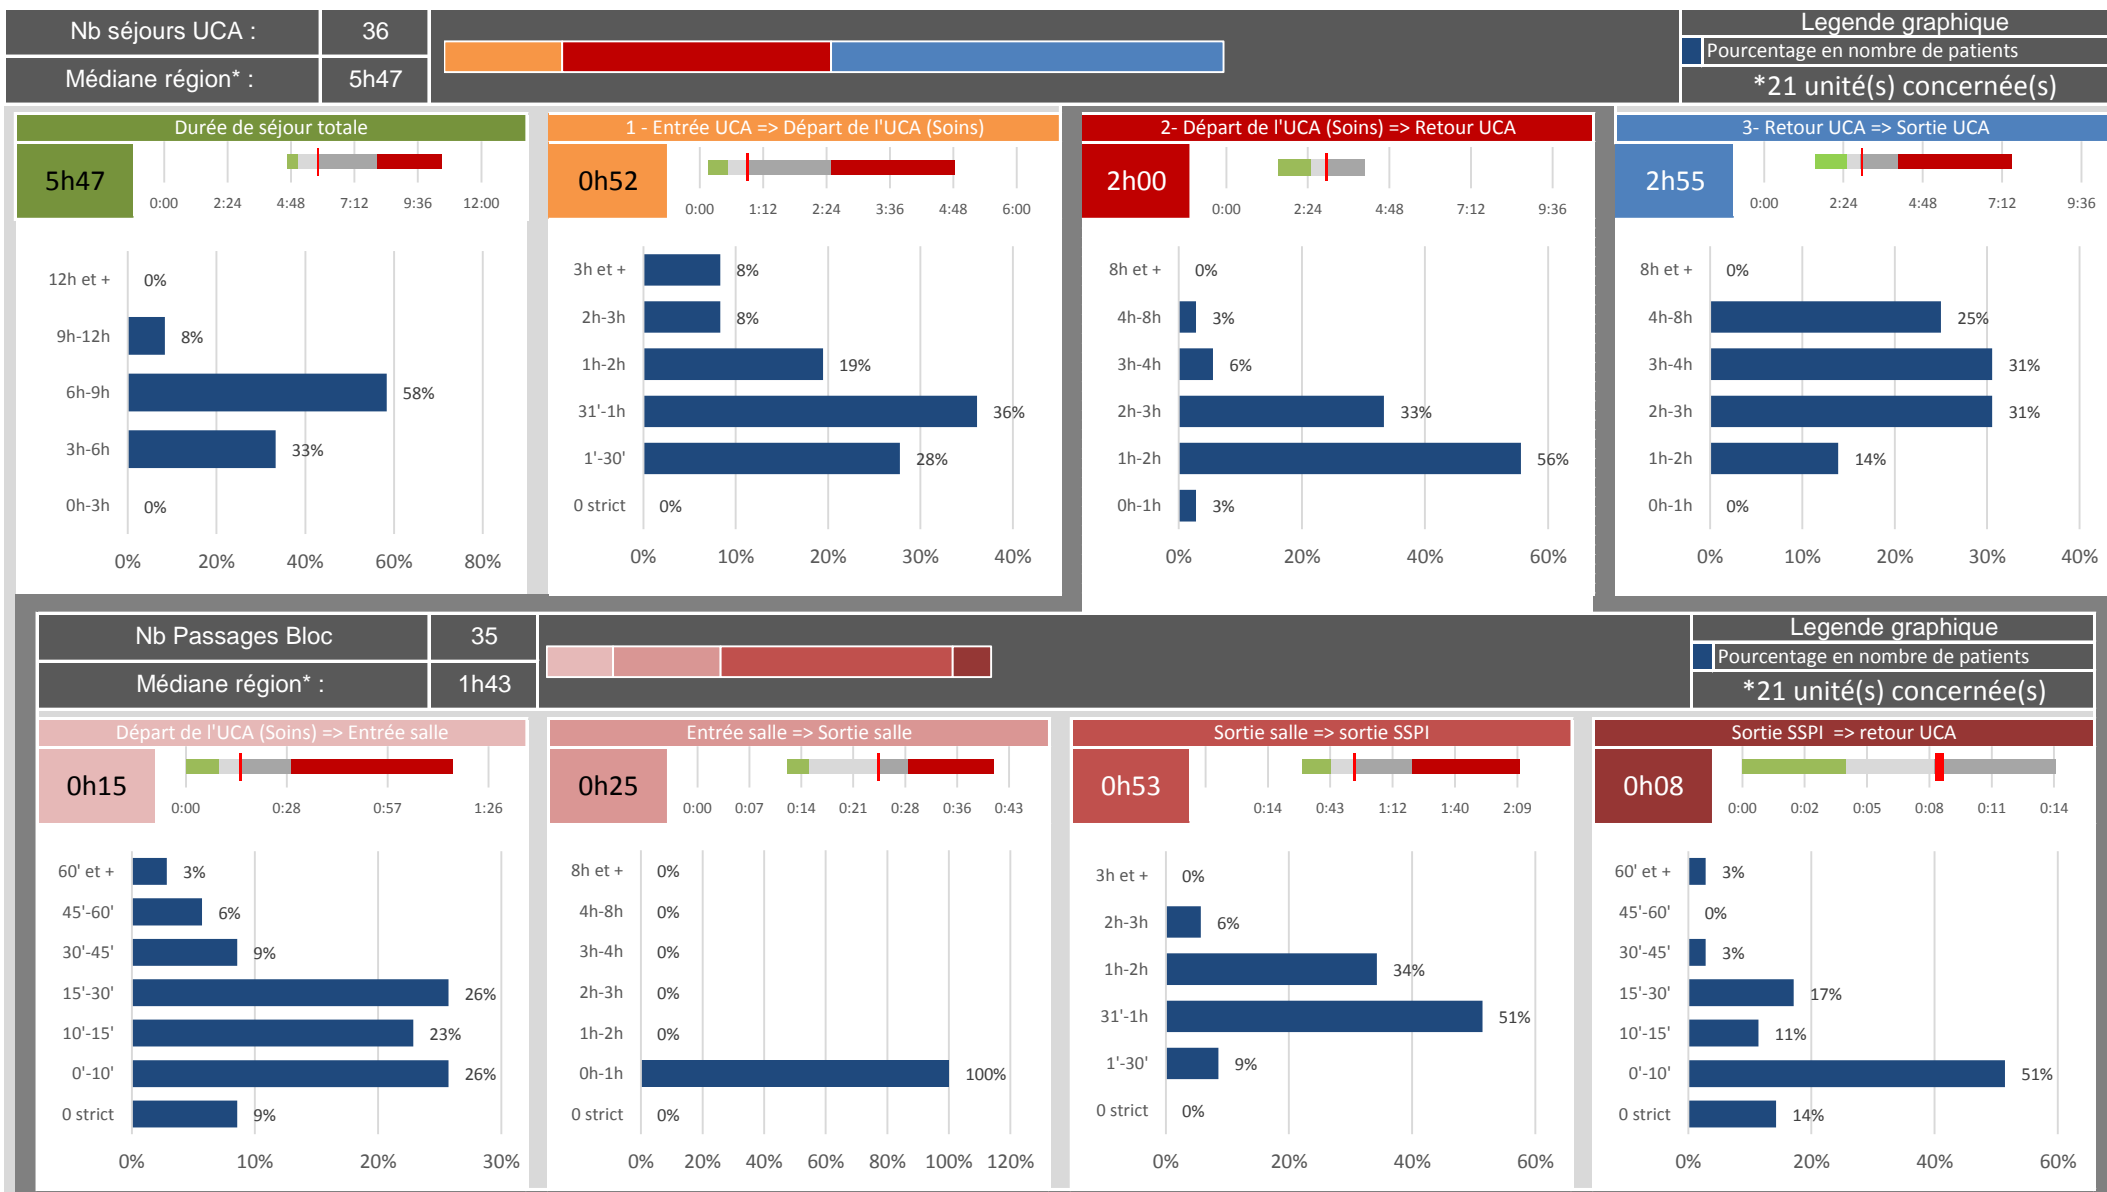 Nb séjours UCA : 36
Médiane région* : 5h47
Legende graphique
Pourcentage en nombre de patients
*21 unité(s) concernée(s)
Durée de séjour totale
5h47
0:00 2:24 4:48 7:12 9:36 12:00
12h et + 0%
9h-12h 8%
6h-9h 58%
3h-6h 33%
0h-3h 0%
0% 20% 40% 60% 80%
1 - Entrée UCA => Départ de l'UCA (Soins)
0h52
0:00 1:12 2:24 3:36 4:48 6:00
3h et + 8%
2h-3h 8%
1h-2h 19%
31'-1h 36%
1'-30' 28%
0 strict 0%
0% 10% 20% 30% 40%
2- Départ de l'UCA (Soins) => Retour UCA
2h00
0:00 2:24 4:48 7:12 9:36
8h et + 0%
4h-8h 3%
3h-4h 6%
2h-3h 33%
1h-2h 56%
0h-1h 3%
0% 20% 40% 60%
3- Retour UCA => Sortie UCA
2h55
0:00 2:24 4:48 7:12 9:36
8h et + 0%
4h-8h 25%
3h-4h 31%
2h-3h 31%
1h-2h 14%
0h-1h 0%
0% 10% 20% 30% 40%
Nb Passages Bloc 35
Médiane région* : 1h43
Legende graphique
Pourcentage en nombre de patients
*21 unité(s) concernée(s)
Départ de l'UCA (Soins) => Entrée salle
0h15
0:00 0:28 0:57 1:26
60' et + 3%
45'-60' 6%
30'-45' 9%
15'-30' 26%
10'-15' 23%
0'-10' 26%
0 strict 9%
0% 10% 20% 30%
Entrée salle => Sortie salle
0h25
0:00 0:07 0:14 0:21 0:28 0:36 0:43
8h et + 0%
4h-8h 0%
3h-4h 0%
2h-3h 0%
1h-2h 0%
0h-1h 100%
0 strict 0%
0% 20% 40% 60% 80% 100% 120%
Sortie salle => sortie SSPI
0h53
0:14 0:43 1:12 1:40 2:09
3h et + 0%
2h-3h 6%
1h-2h 34%
31'-1h 51%
1'-30' 9%
0 strict 0%
0% 20% 40% 60%
Sortie SSPI => retour UCA
0h08
0:00 0:02 0:05 0:08 0:11 0:14
60' et + 3%
45'-60' 0%
30'-45' 3%
15'-30' 17%
10'-15' 11%
0'-10' 51%
0 strict 14%
0% 20% 40% 60%